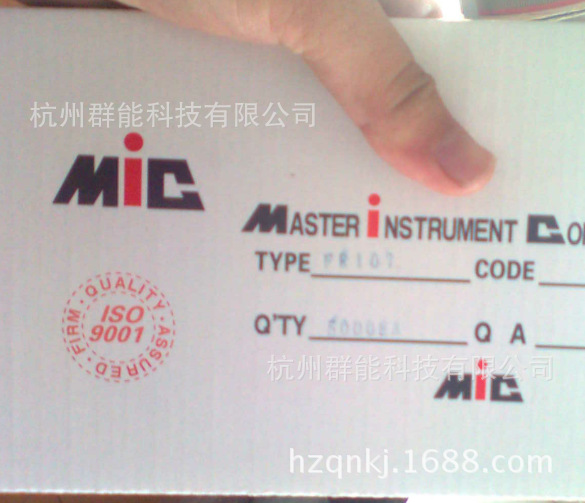 杭州群能科技有限公司
MiC
MASTER INSTRUMENT CO
TYPE FR107 CODE
QUALITY · ASSURED · FIRM
ISO
9001
Q'TY Q A
杭州群能科技有限公司
MiC
hzqnkj.1688.com